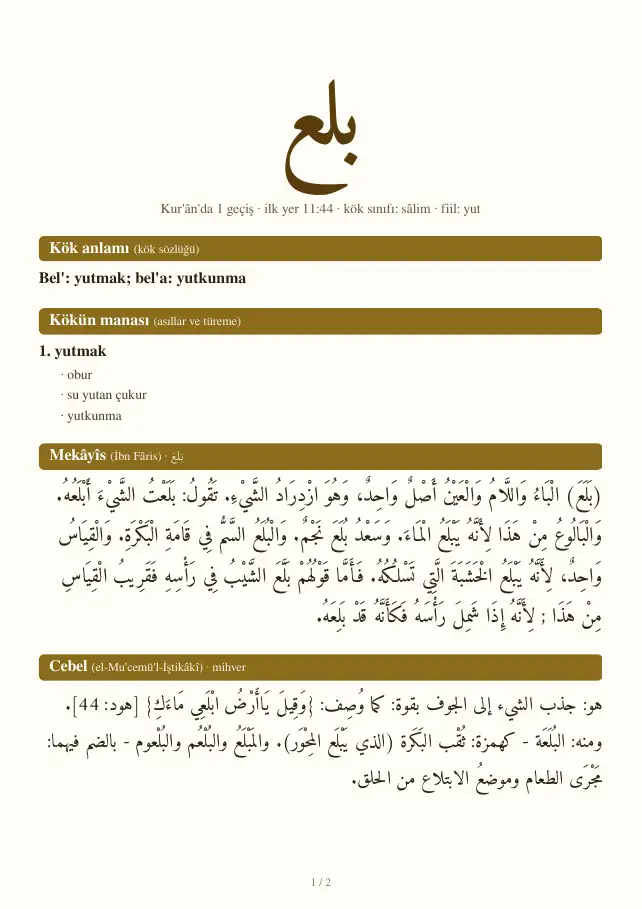 بلع
Kur'ân'da 1 geçiş · ilk yer 11:44 · kök sınıfı: sâlim · fiil: yut
Kök anlamı (kök sözlüğü)
Bel': yutmak; bel'a: yutkunma
Kökün manası (asıllar ve türeme)
1. yutmak
· obur
· su yutan çukur
· yutkunma
Mekâyîs (İbn Fâris) · بَلَعَ
(بَلَعَ) الْبَاءُ وَاللَّامُ وَالْعَيْنُ أَصْلٌ وَاحِدٌ، وَهُوَ ازْدِرَادُ الشَّيْءِ. تَقُولُ: بَلَعْتُ الشَّيْءَ أَبْلَعُهُ.
وَالْبَالُوعُ مِنْ هَذَا لِأَنَّهُ يَبْلَعُ الْمَاءَ. وَسَعْدُ بُلَعَ نَجْمٌ. وَالْبُلَعُ السَّمُّ فِي قَامَةِ الْبَكْرَةِ. وَالْقِيَاسُ
وَاحِدٌ، لِأَنَّهُ يَبْلَعُ الْخَشَبَةَ الَّتِي تَسْلُكُهُ. فَأَمَّا قَوْلُهُمْ بَلَّعَ الشَّيْبُ فِي رَأْسِهِ فَقَرِيبُ الْقِيَاسِ
مِنْ هَذَا ; لِأَنَّهُ إِذَا شَمِلَ رَأْسَهُ فَكَأَنَّهُ قَدْ بَلِعَهُ.
Cebel (el-Mu'cemü'l-İştikâkî) · mihver
هو: جذب الشيء إلى الجوف بقوة: كما وُصِف: {وَقِيلَ يَاأَرْضُ ابْلَعِي مَاءَكِ} [هود: 44].
ومنه: البُلَعَة - كهمزة: ثُقْب البَكَرة (الذي يَبْلَع المِحْوَر). والمَبْلَعُ والبُلْعُم والبُلْعوم - بالضم فيهما:
مَجْرَى الطعام وموضعُ الابتلاع من الحلق.
1 / 2